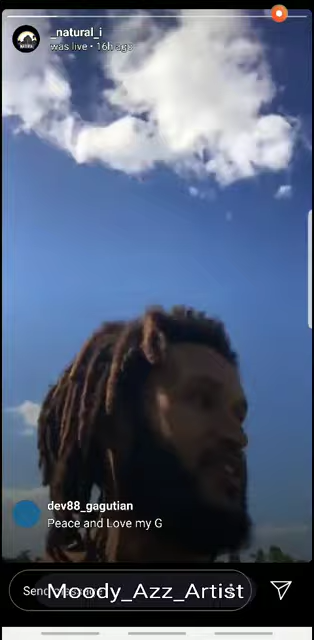 _natural_i
was live • 16h ago
dev88_gagutian
Peace and Love my G
Moody_Azz_Artist